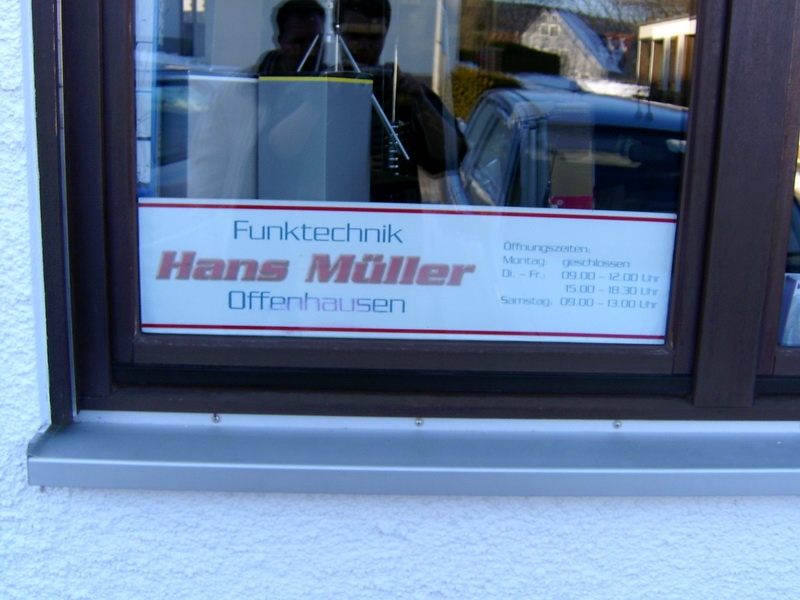 Funktechnik
Hans Müller
Offenhausen
Öffnungszeiten:
Montag: geschlossen
Di. - Fr.: 09.00 - 12.00 Uhr
15.00 - 18.30 Uhr
Samstag: 09.00 - 13.00 Uhr